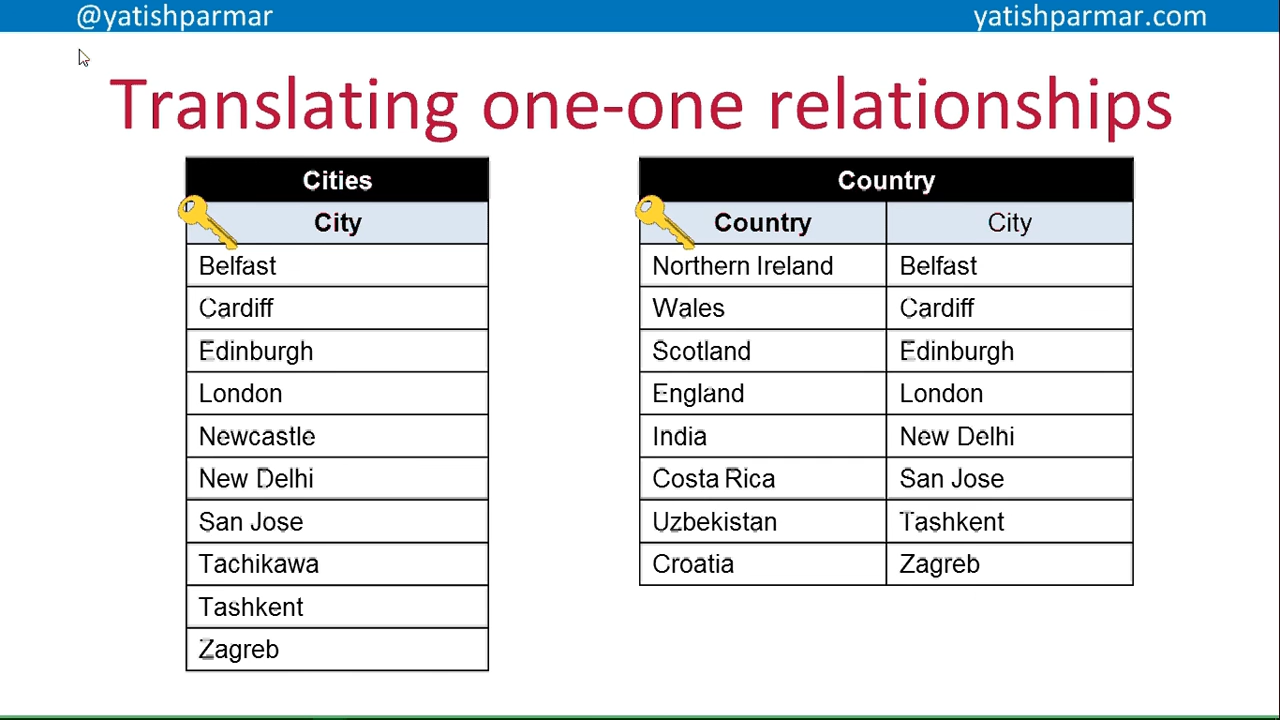 @yatishparmar yatishparmar.com
Translating one-one relationships
Cities
City
Belfast
Cardiff
Edinburgh
London
Newcastle
New Delhi
San Jose
Tachikawa
Tashkent
Zagreb
Country
Country City
Northern Ireland Belfast
Wales Cardiff
Scotland Edinburgh
England London
India New Delhi
Costa Rica San Jose
Uzbekistan Tashkent
Croatia Zagreb